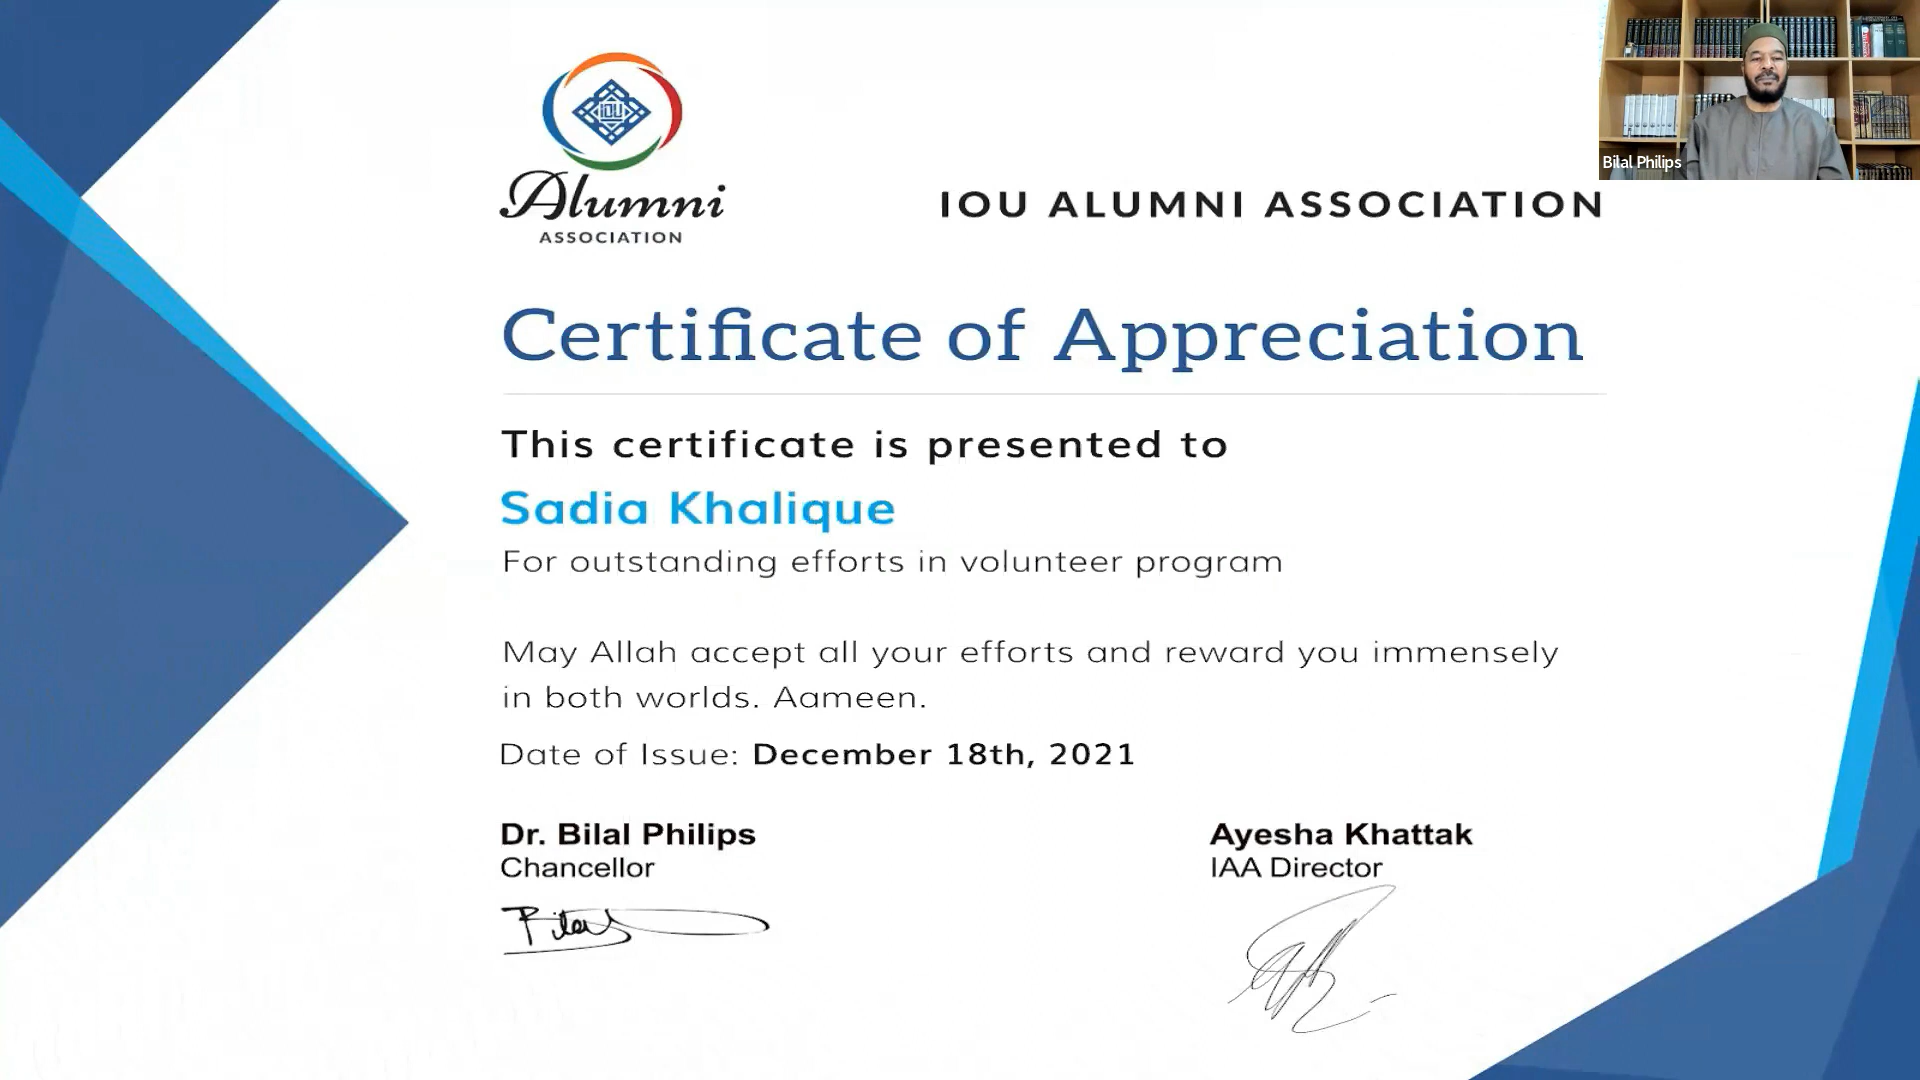 IOU
Alumni
ASSOCIATION
IOU ALUMNI ASSOCIATION
Bilal Philips
Certificate of Appreciation
This certificate is presented to
Sadia Khalique
For outstanding efforts in volunteer program
May Allah accept all your efforts and reward you immensely
in both worlds. Aameen.
Date of Issue: December 18th, 2021
Dr. Bilal Philips
Chancellor
Ayesha Khattak
IAA Director
Bilal